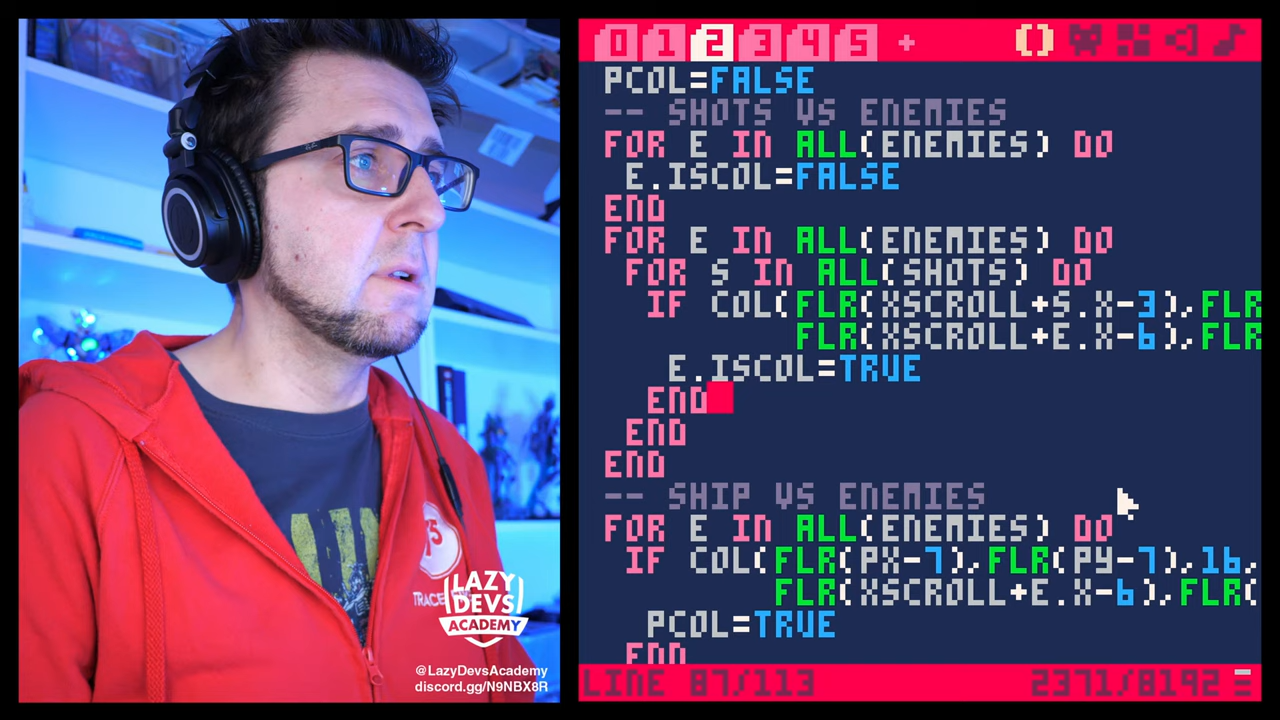 0 1 2 3 4 5 +
PCOL=FALSE
-- SHOTS VS ENEMIES
FOR E IN ALL(ENEMIES) DO
E.ISCOL=FALSE
END
FOR E IN ALL(ENEMIES) DO
FOR S IN ALL(SHOTS) DO
IF COL(FLR(XSCROLL+S.X-3),FLR
FLR(XSCROLL+E.X-6),FLR
E.ISCOL=TRUE
END
END
END
-- SHIP VS ENEMIES
FOR E IN ALL(ENEMIES) DO
IF COL(FLR(PX-7),FLR(PY-7),16,
FLR(XSCROLL+E.X-6),FLR(
PCOL=TRUE
END
LINE 87/113 2371/8192
LAZY
DEVS
ACADEMY
@LazyDevsAcademy
discord.gg/N9NBX8R